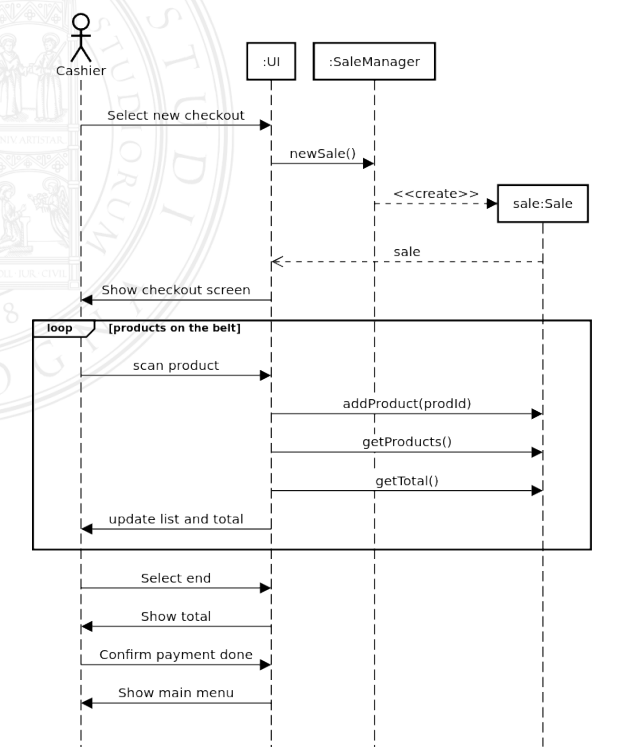 :UI
:SaleManager
Cashier
Select new checkout
newSale()
<<create>>
sale:Sale
sale
Show checkout screen
loop [products on the belt]
scan product
addProduct(prodId)
getProducts()
getTotal()
update list and total
Select end
Show total
Confirm payment done
Show main menu
STUDIORUM